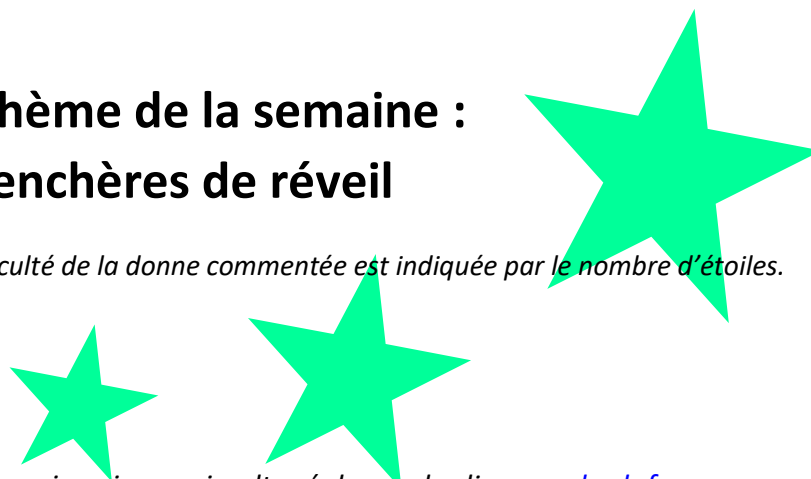 hème de la semaine :
enchères de réveil
culté de la donne commentée est indiquée par le nombre d’étoiles.